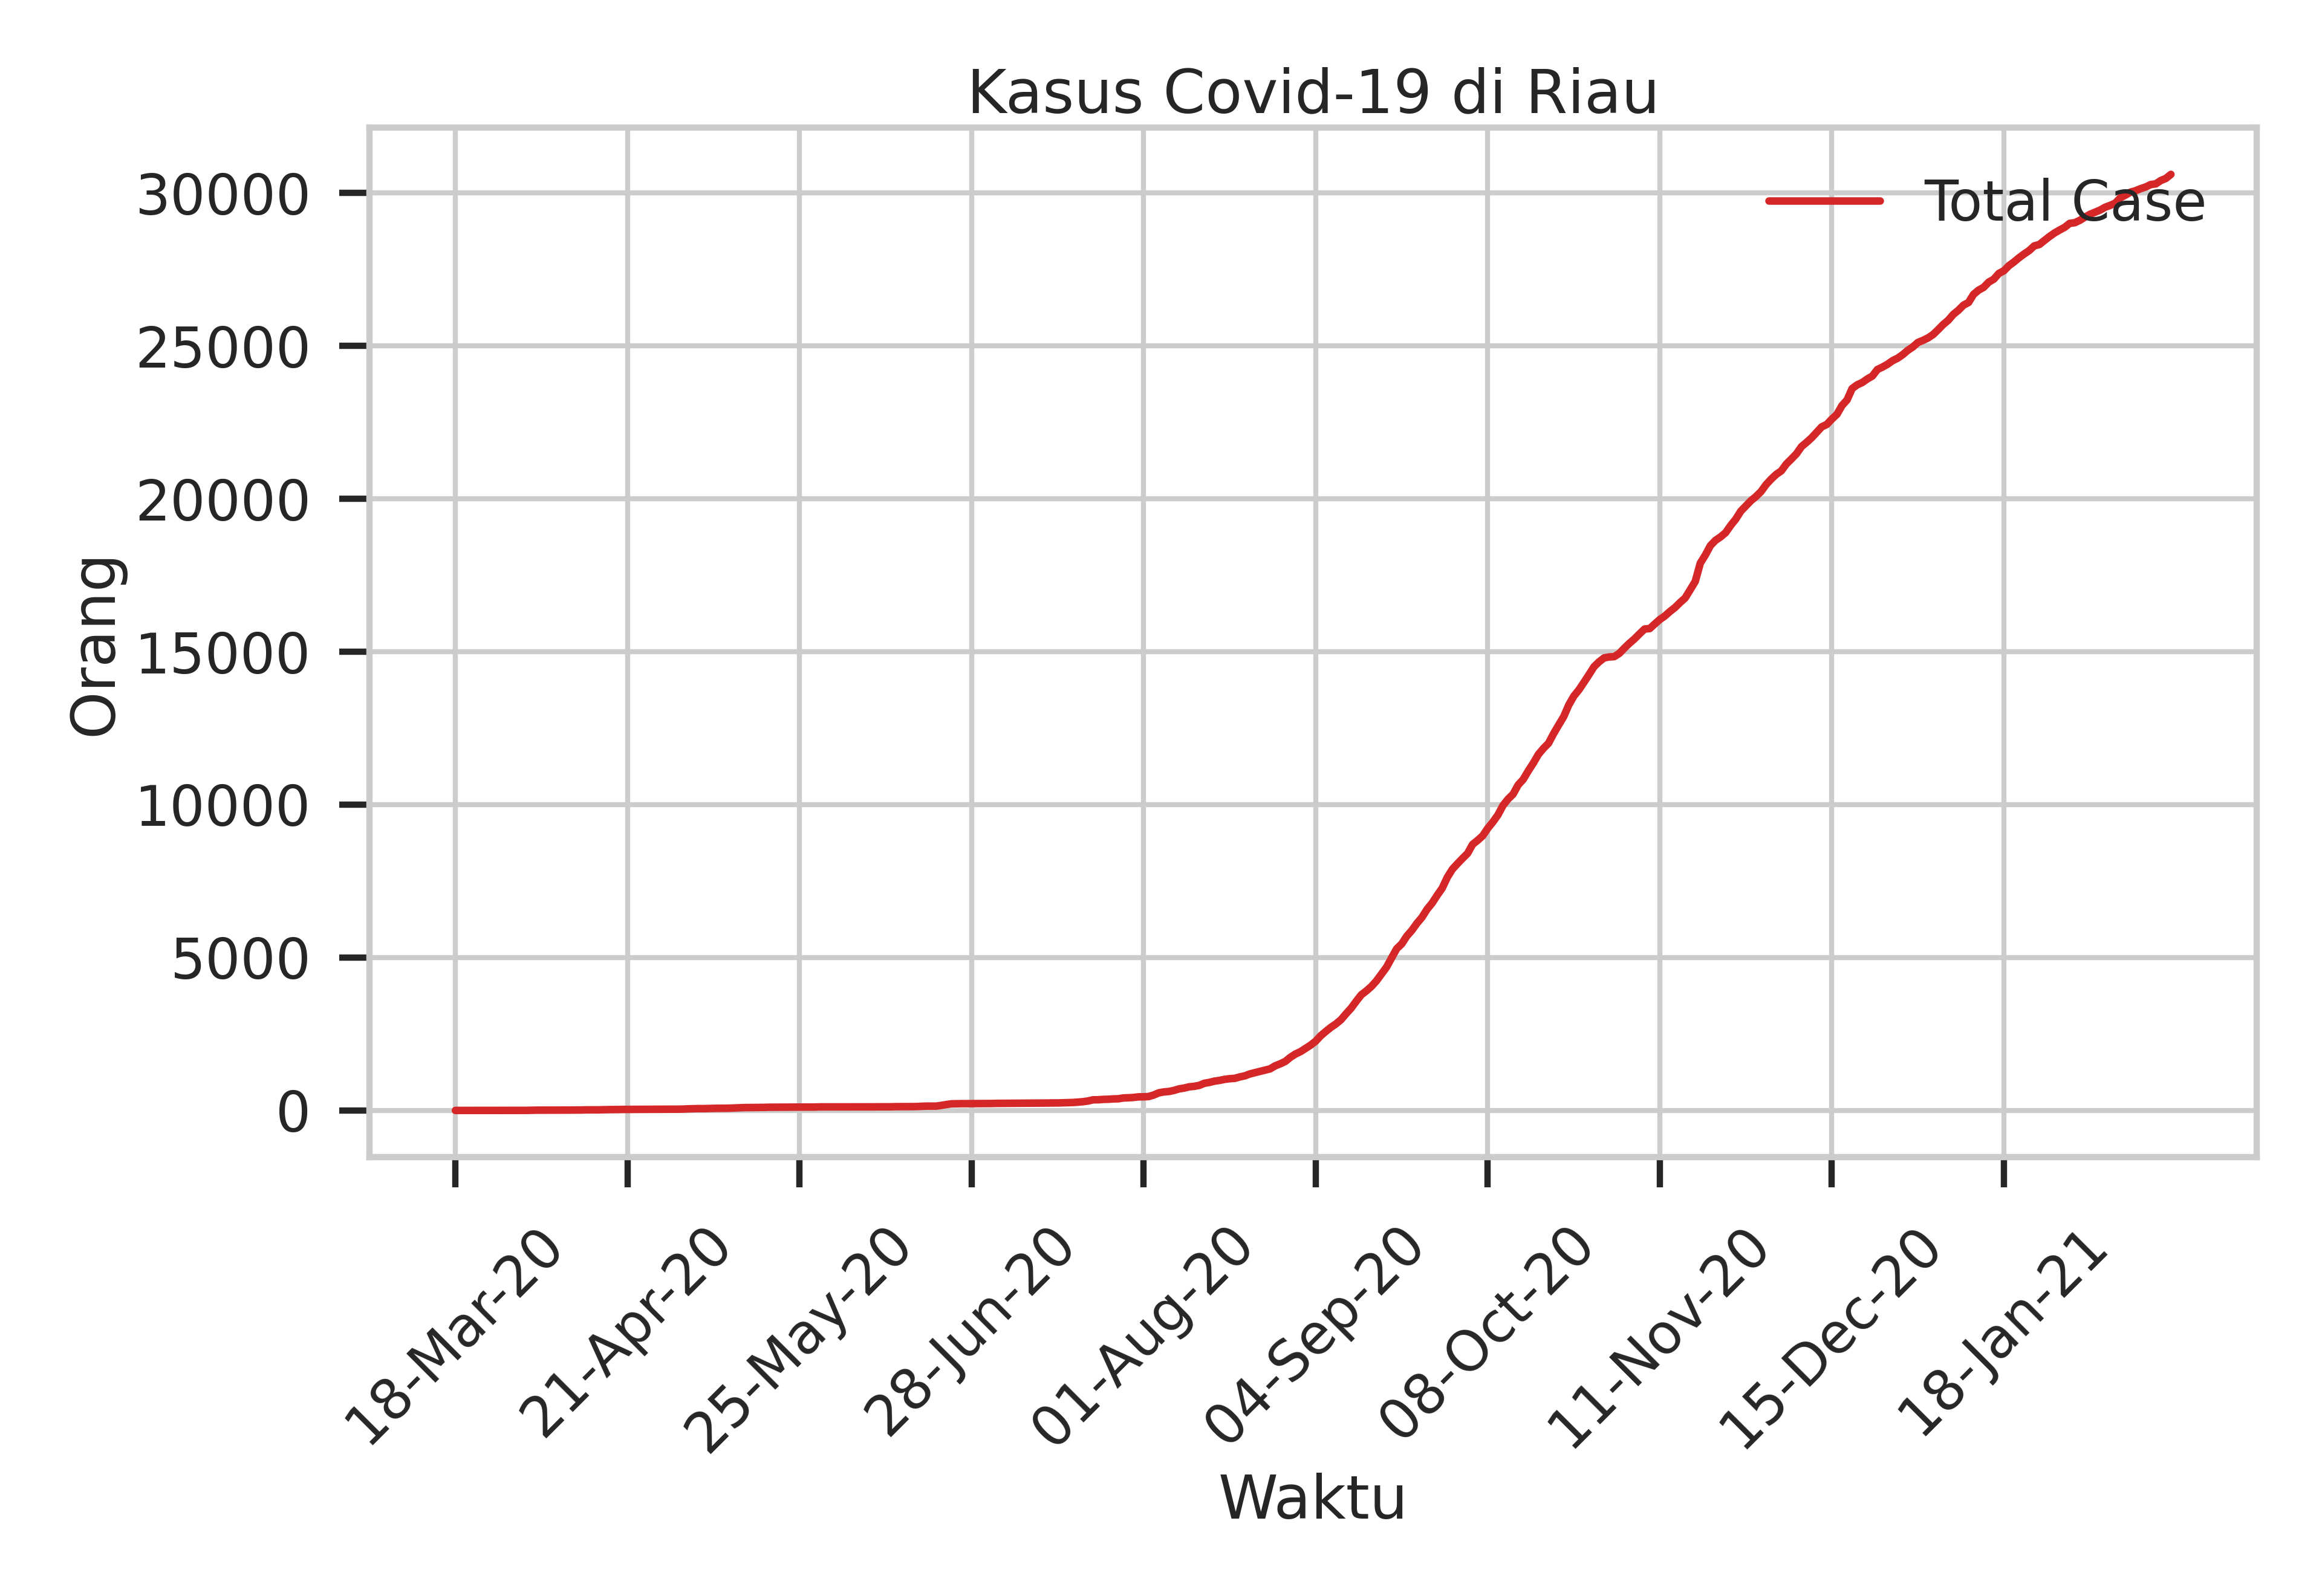 Kasus Covid-19 di Riau
Total Case
30000
25000
20000
15000
10000
5000
0
Orang
18-Mar-20
21-Apr-20
25-May-20
28-Jun-20
01-Aug-20
04-Sep-20
08-Oct-20
11-Nov-20
15-Dec-20
18-Jan-21
Waktu